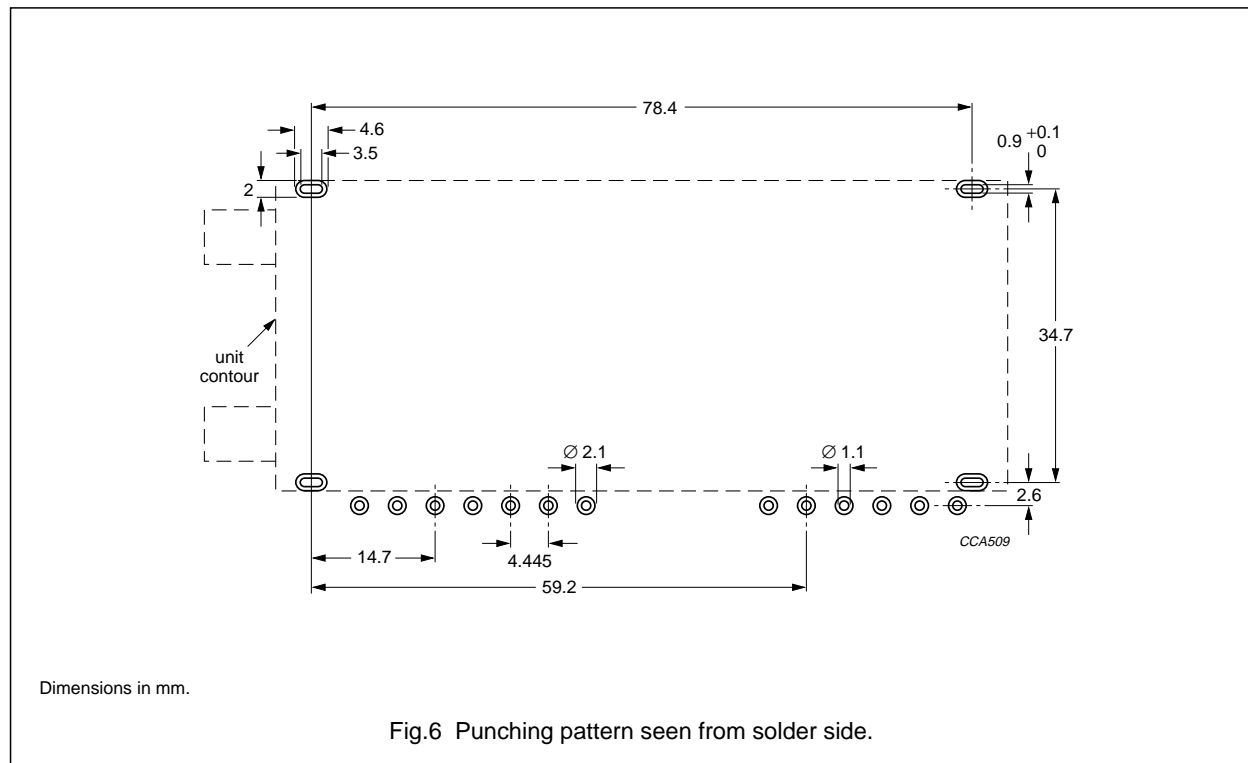 78.4
4.6
3.5
0.9 +0.1 0
2
34.7
unit
contour
∅ 2.1
∅ 1.1
2.6
CCA509
14.7
4.445
59.2
Dimensions in mm.
Fig.6 Punching pattern seen from solder side.